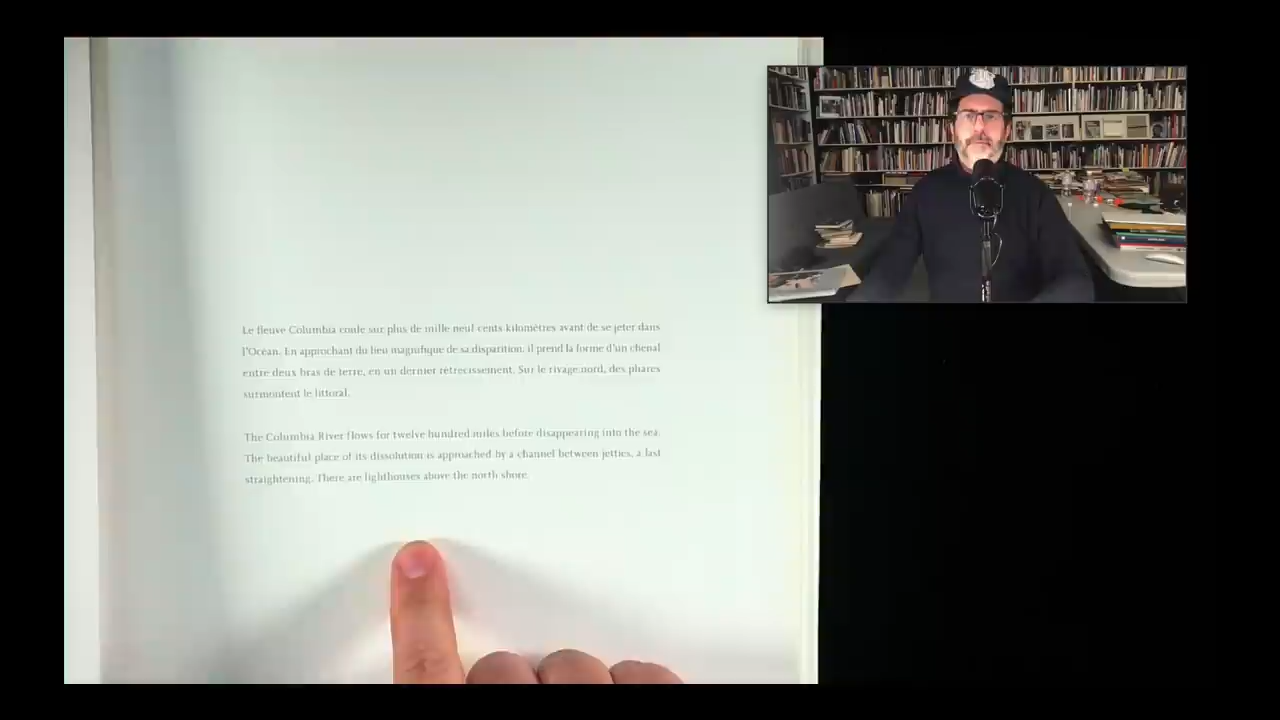 Le fleuve Columbia coule sur plus de mille neuf cents kilomètres avant de se jeter dans
l'Océan. En approchant du lieu magnifique de sa disparition, il prend la forme d'un chenal
entre deux bras de terre, en un dernier rétrécissement. Sur le rivage nord, des phares
surmontent le littoral.
The Columbia River flows for twelve hundred miles before disappearing into the sea.
The beautiful place of its dissolution is approached by a channel between jetties, a last
straightening. There are lighthouses above the north shore.